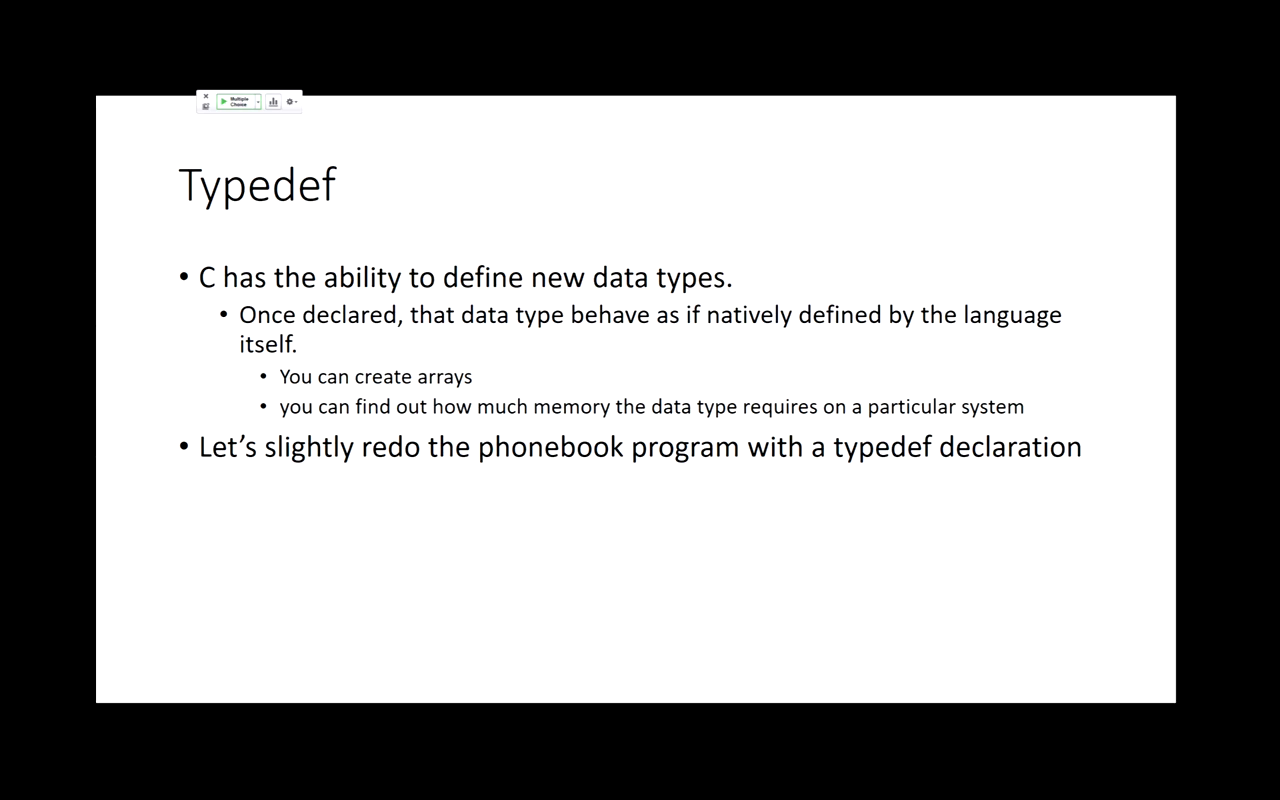 Multiple
Choice
Typedef
• C has the ability to define new data types.
• Once declared, that data type behave as if natively defined by the language
itself.
• You can create arrays
• you can find out how much memory the data type requires on a particular system
• Let’s slightly redo the phonebook program with a typedef declaration